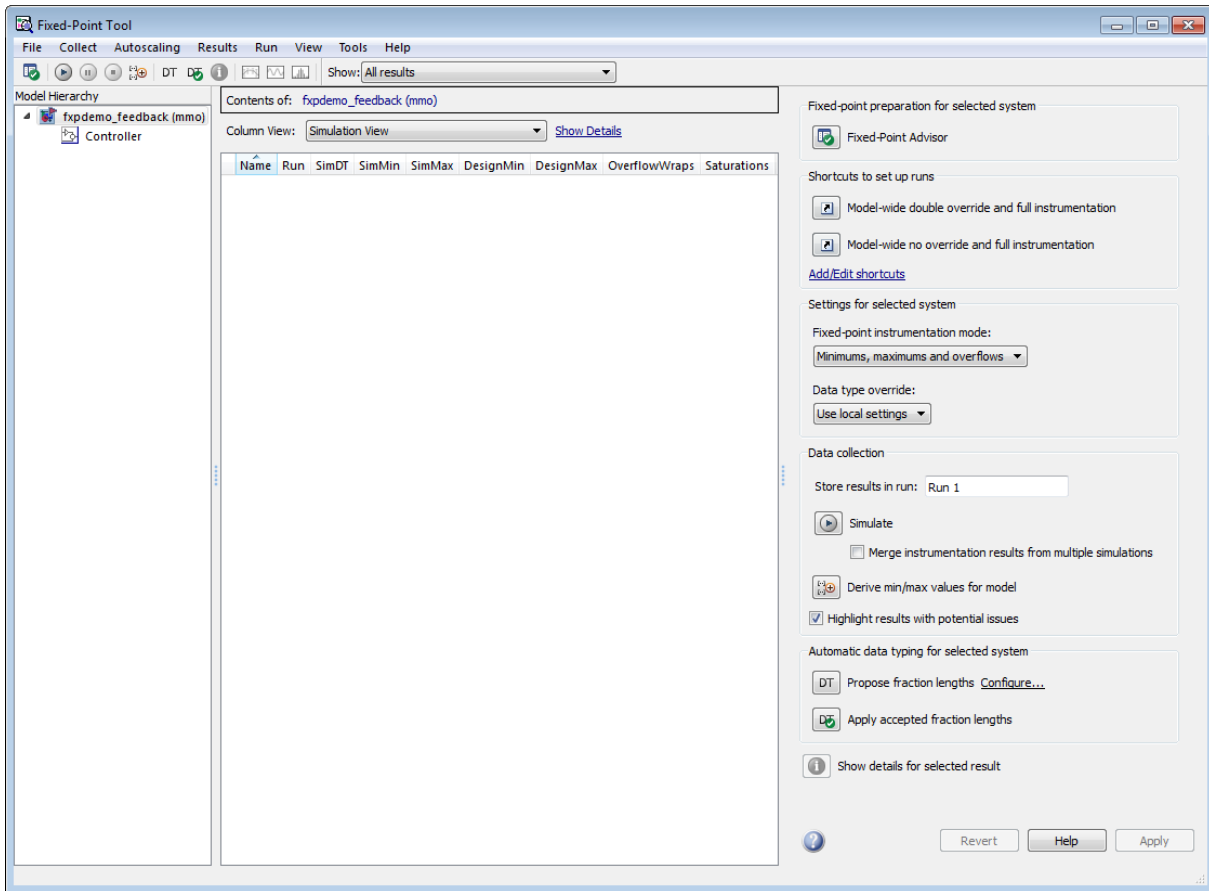 Fixed-Point Tool
File Collect Autoscaling Results Run View Tools Help
DT Show: All results
Model Hierarchy
fxpdemo_feedback (mmo)
Controller
Contents of: fxpdemo_feedback (mmo)
Column View: Simulation View Show Details
Name Run SimDT SimMin SimMax DesignMin DesignMax OverflowWraps Saturations
Fixed-point preparation for selected system
Fixed-Point Advisor
Shortcuts to set up runs
Model-wide double override and full instrumentation
Model-wide no override and full instrumentation
Add/Edit shortcuts
Settings for selected system
Fixed-point instrumentation mode:
Minimums, maximums and overflows
Data type override:
Use local settings
Data collection
Store results in run: Run 1
Simulate
Merge instrumentation results from multiple simulations
Derive min/max values for model
Highlight results with potential issues
Automatic data typing for selected system
DT Propose fraction lengths Configure...
DT Apply accepted fraction lengths
Show details for selected result
Revert Help Apply